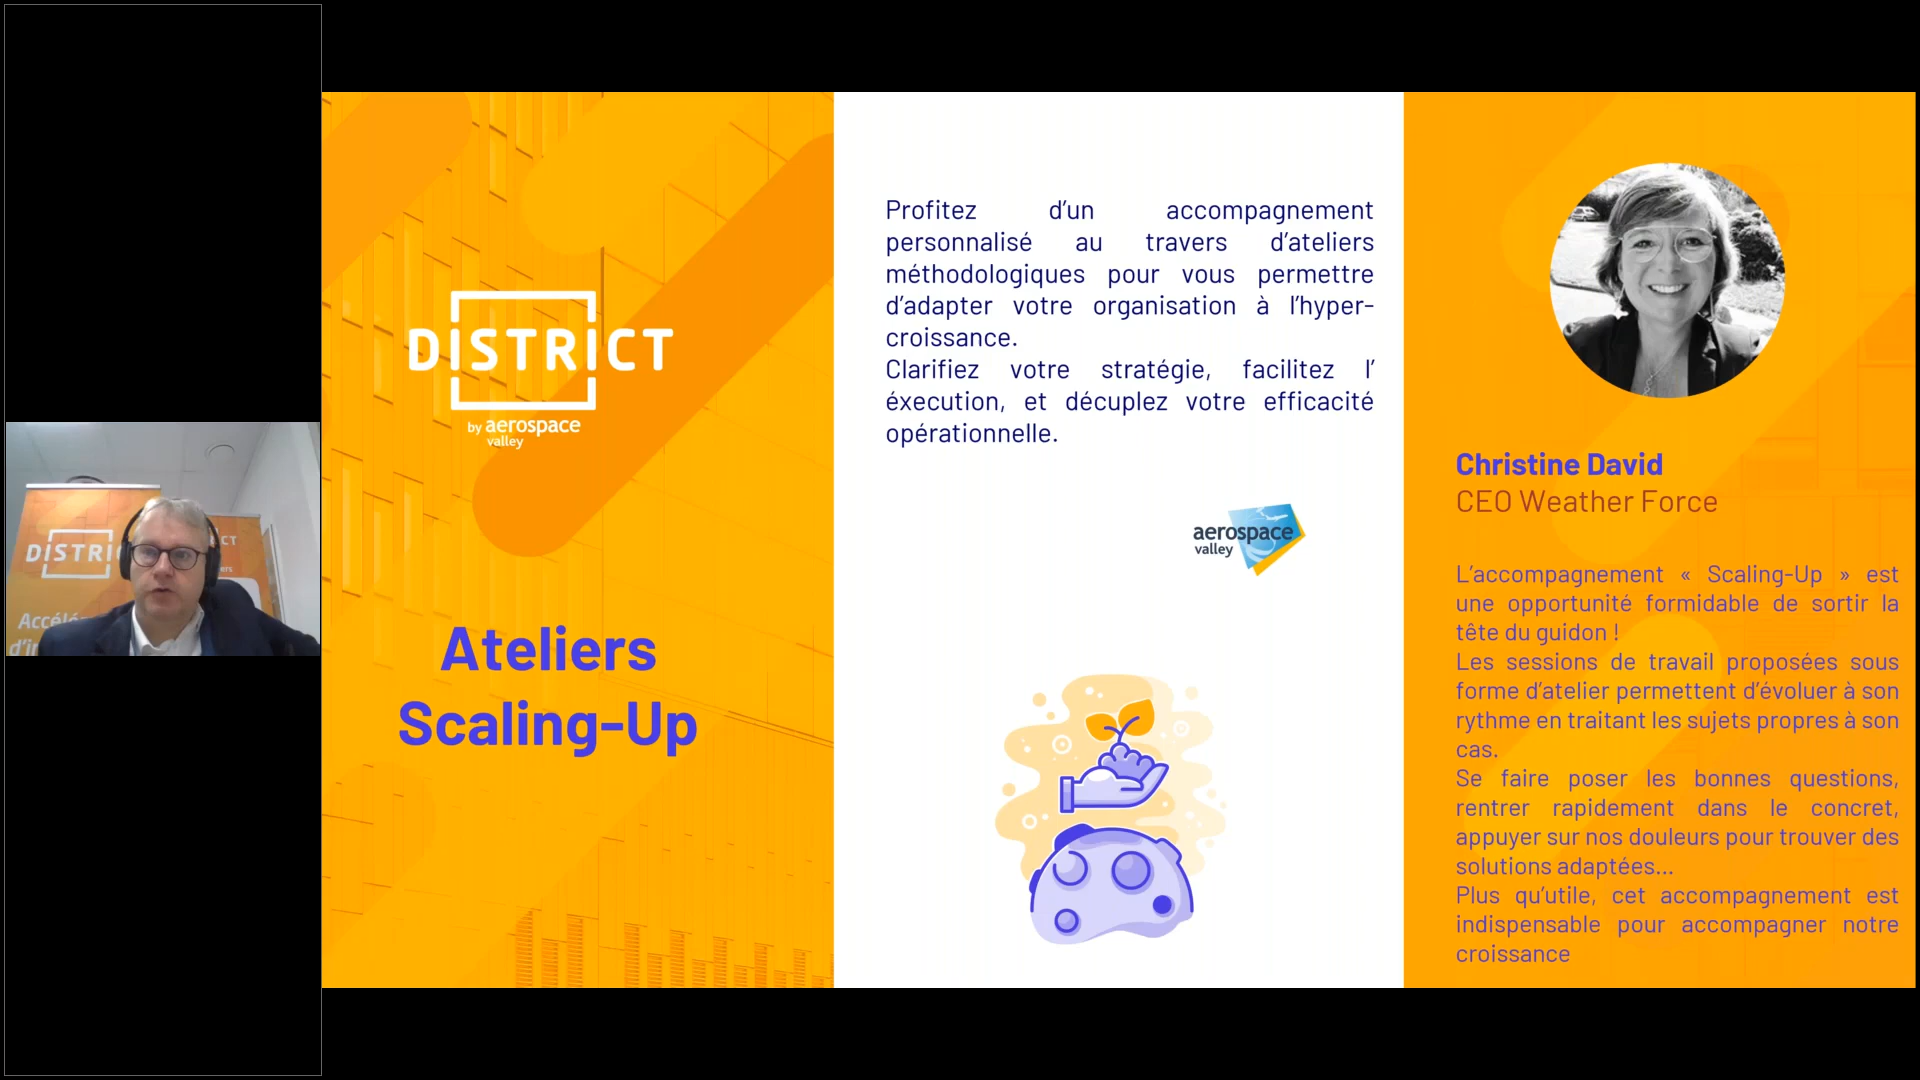 DISTRICT
by aerospace
valley
Ateliers
Scaling-Up
Profitez d’un accompagnement
personnalisé au travers d’ateliers
méthodologiques pour vous permettre
d’adapter votre organisation à l’hyper-
croissance.
Clarifiez votre stratégie, facilitez l’
éxecution, et décuplez votre efficacité
opérationnelle.
aerospace
valley
Christine David
CEO Weather Force
L’accompagnement « Scaling-Up » est
une opportunité formidable de sortir la
tête du guidon !
Les sessions de travail proposées sous
forme d’atelier permettent d’évoluer à son
rythme en traitant les sujets propres à son
cas.
Se faire poser les bonnes questions,
rentrer rapidement dans le concret,
appuyer sur nos douleurs pour trouver des
solutions adaptées...
Plus qu’utile, cet accompagnement est
indispensable pour accompagner notre
croissance
DISTRI
CT
Accélé
d’in